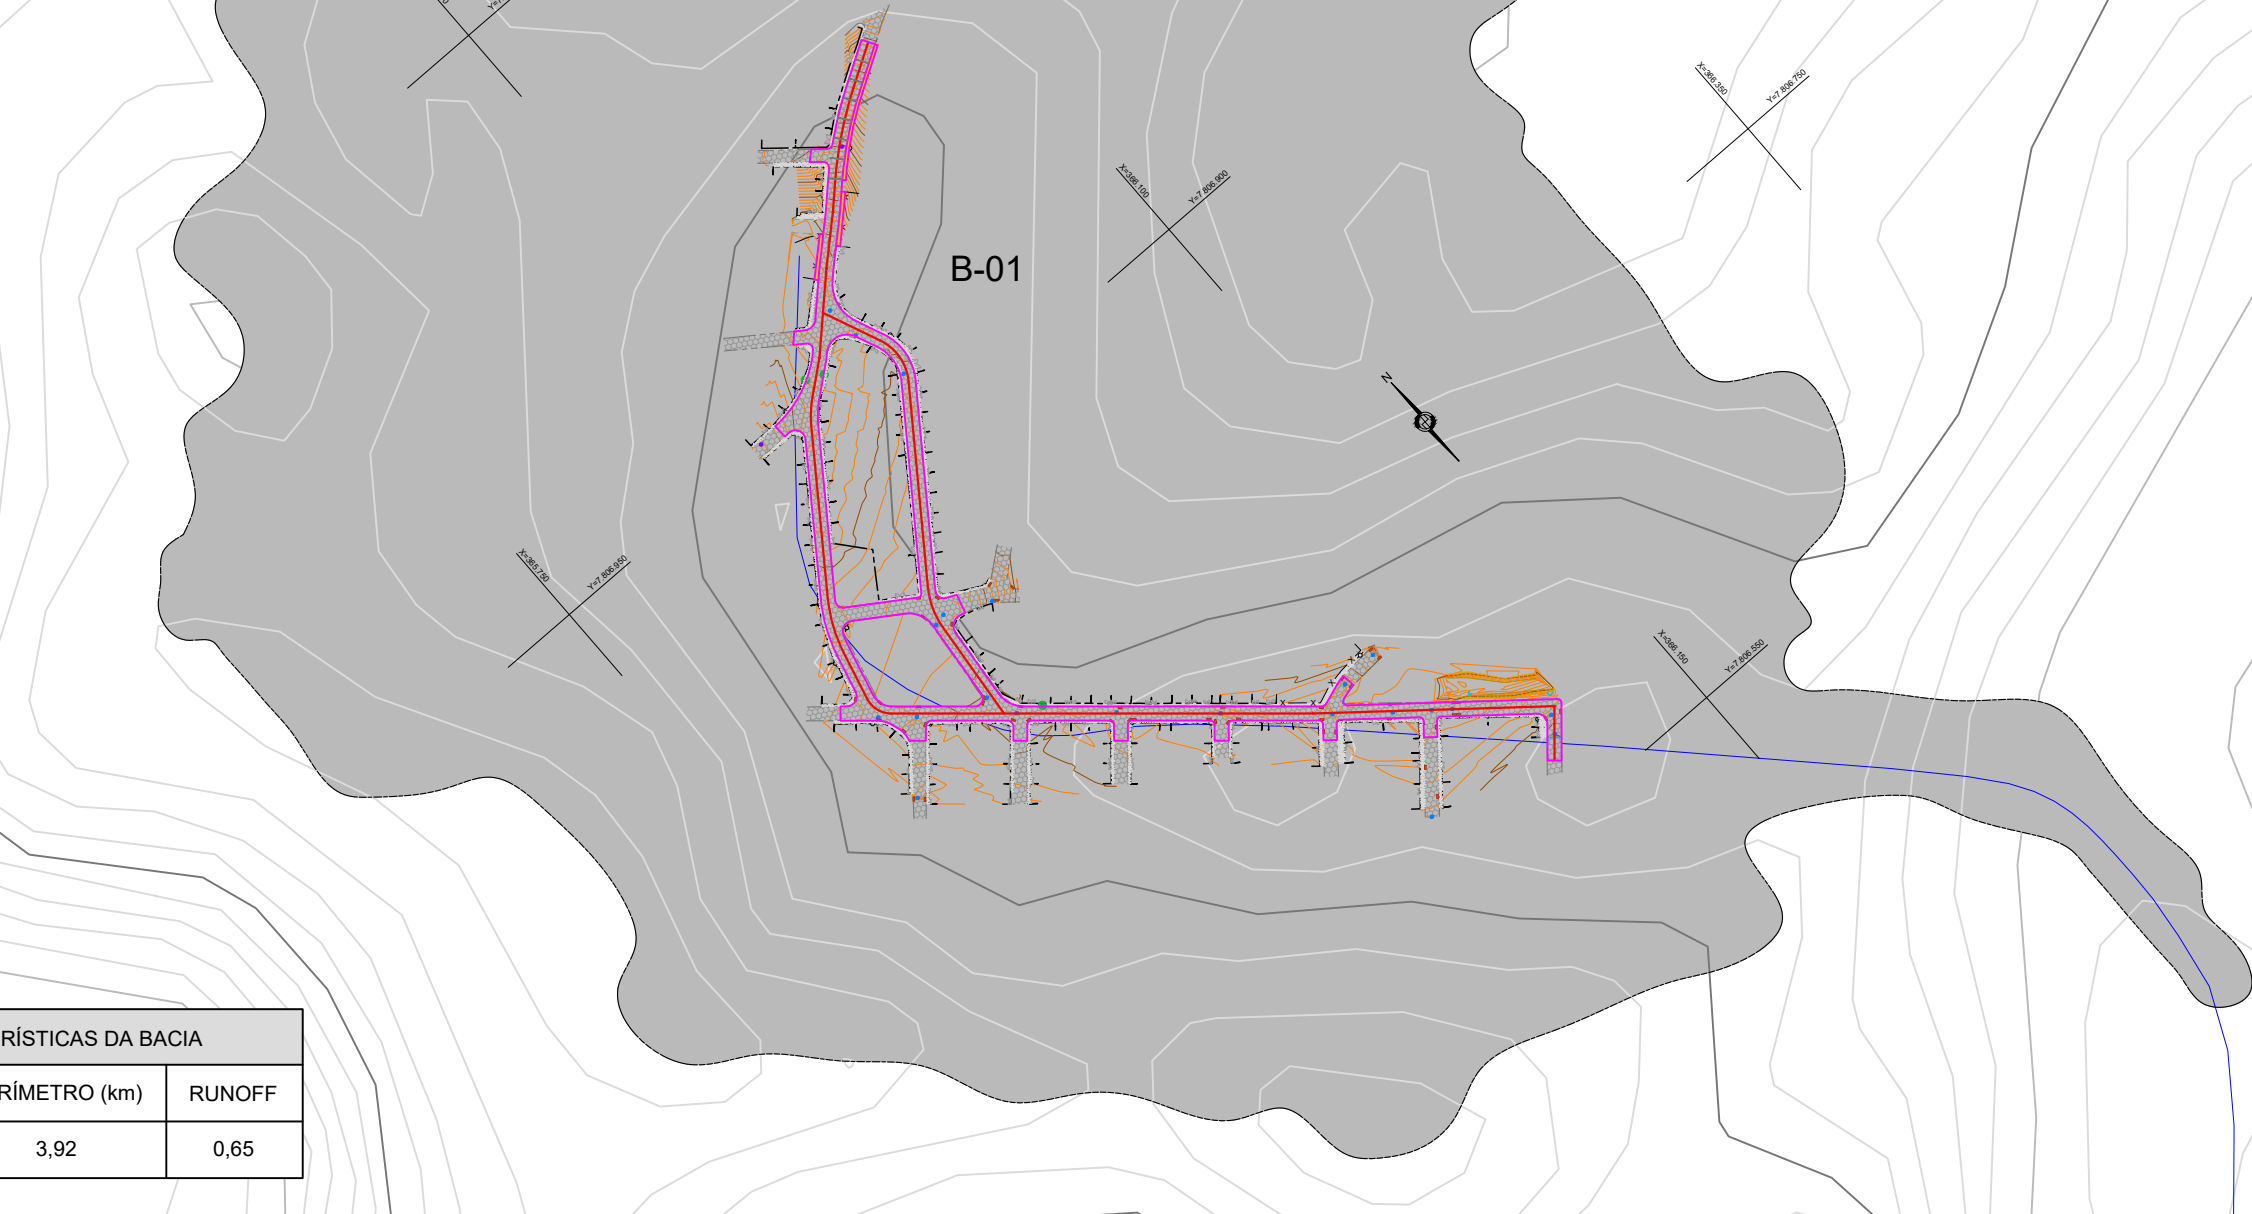 X=366.350
Y=7.806.750
X=366.100
Y=7.806.900
B-01
N
X=365.750
Y=7.806.950
X=366.150
Y=7.806.550
RÍSTICAS DA BACIA
RÍMETRO (km) RUNOFF
3,92 0,65